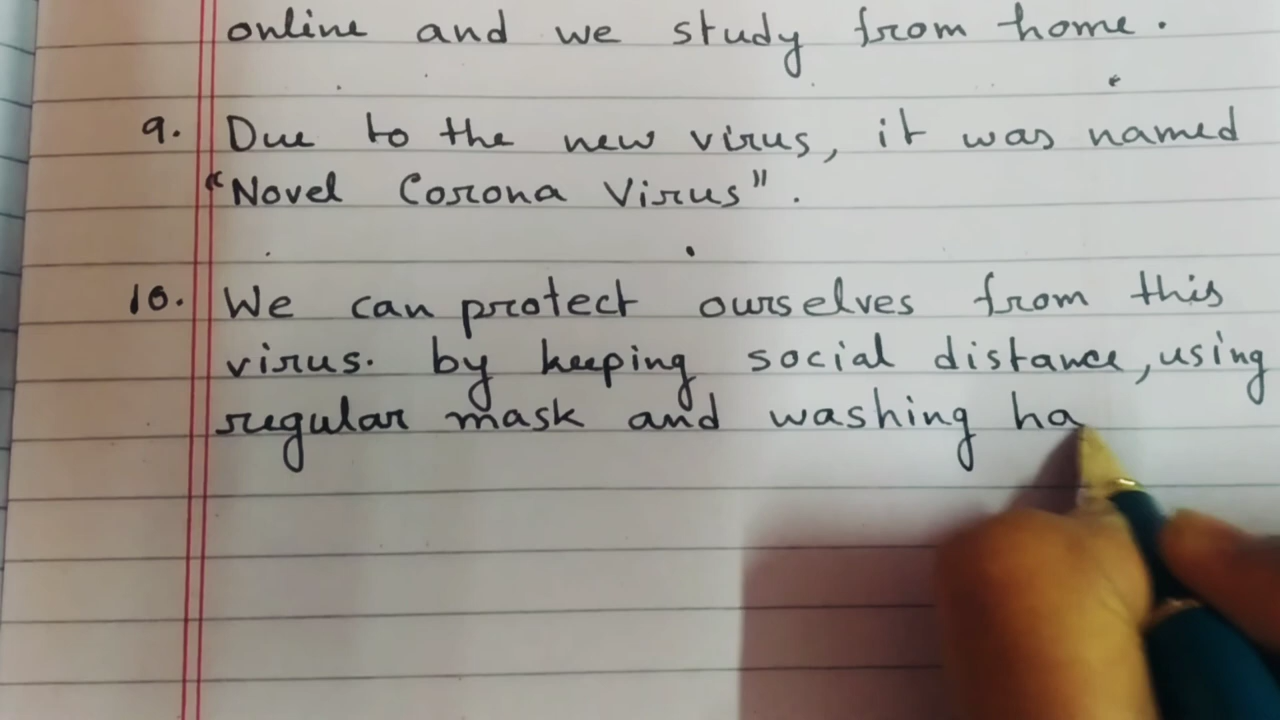 online and we study from home.
9. Due to the new virus, it was named
"Novel Corona Virus".
10. We can protect ourselves from this
virus. by keeping social distance, using
regular mask and washing ha